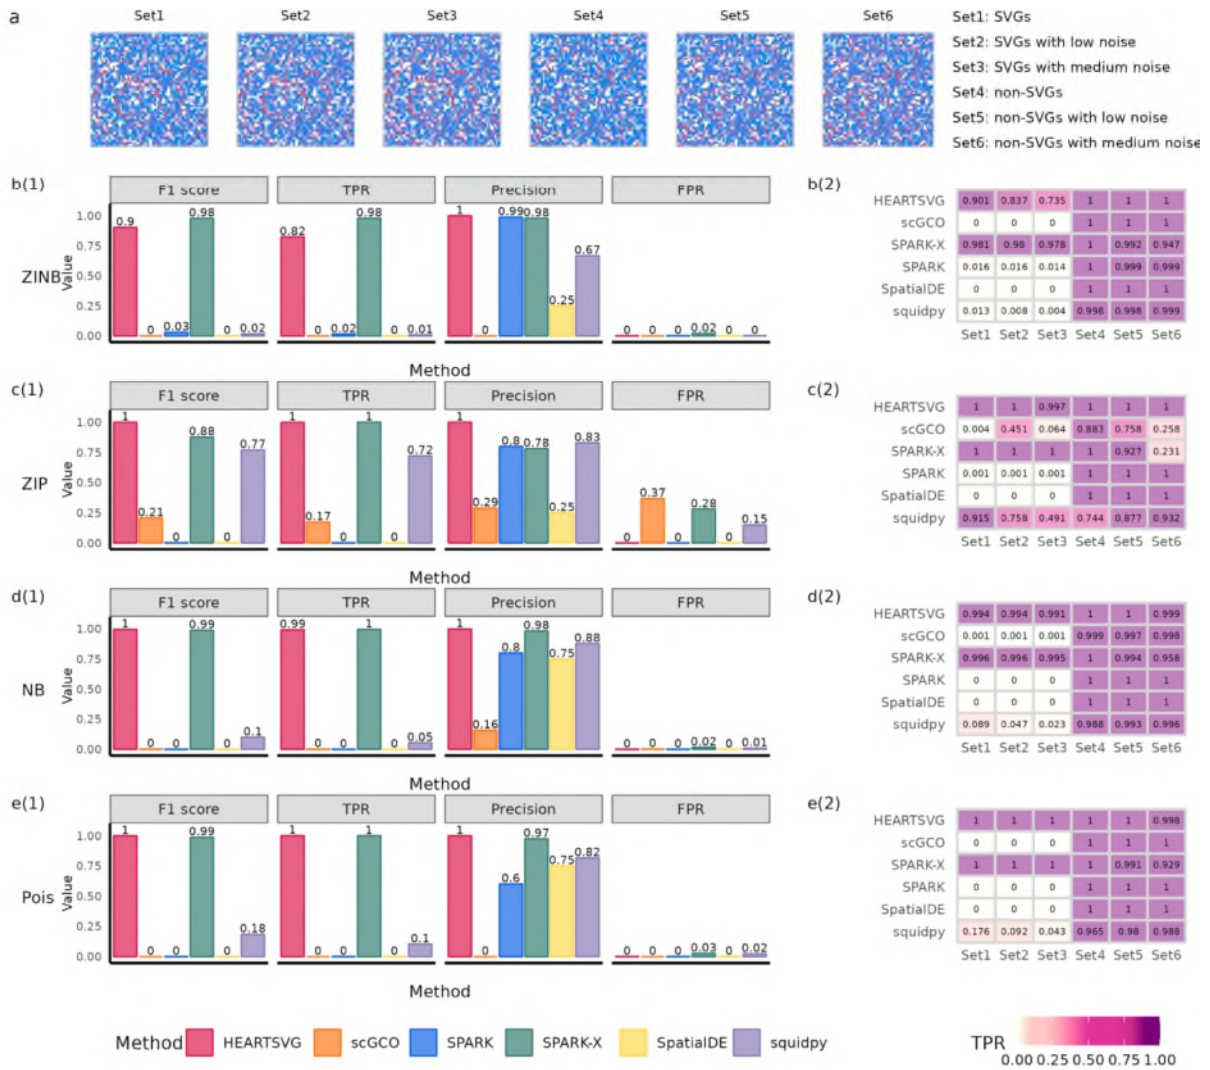 a
Set1 Set2 Set3 Set4 Set5 Set6
Set1: SVGs
Set2: SVGs with low noise
Set3: SVGs with medium noise
Set4: non-SVGs
Set5: non-SVGs with low noise
Set6: non-SVGs with medium noise
b(1)
F1 score TPR Precision FPR
ZINB
Value
1.00
0.75
0.50
0.25
0.00
0.9 0 0.03 0.98 0 0.02
0.82 0 0.02 0.98 0 0.01
1 0 0.99 0.98 0.25 0.67
0 0 0 0.02 0 0
Method
b(2)
HEARTSVG 0.901 0.837 0.735 1 1 1
scGCO 0 0 0 1 1 1
SPARK-X 0.981 0.98 0.978 1 0.992 0.947
SPARK 0.016 0.016 0.014 1 0.999 0.999
SpatialDE 0 0 0 1 1 1
squidpy 0.013 0.008 0.004 0.998 0.998 0.999
Set1 Set2 Set3 Set4 Set5 Set6
c(1)
F1 score TPR Precision FPR
ZIP
Value
1.00
0.75
0.50
0.25
0.00
1 0.21 0 0.88 0 0.77
1 0.17 0 1 0 0.72
1 0.29 0.8 0.78 0.25 0.83
0 0.37 0 0.28 0 0.15
Method
c(2)
HEARTSVG 1 1 0.997 1 1 1
scGCO 0.004 0.451 0.064 0.883 0.758 0.258
SPARK-X 1 1 1 1 0.927 0.231
SPARK 0.001 0.001 0.001 1 1 1
SpatialDE 0 0 0 1 1 1
squidpy 0.915 0.758 0.491 0.744 0.877 0.932
Set1 Set2 Set3 Set4 Set5 Set6
d(1)
F1 score TPR Precision FPR
NB
Value
1.00
0.75
0.50
0.25
0.00
1 0 0 0.99 0 0.1
0.99 0 0 1 0 0.05
1 0.16 0.8 0.98 0.75 0.88
0 0 0 0.02 0 0.01
Method
d(2)
HEARTSVG 0.994 0.994 0.991 1 1 0.999
scGCO 0.001 0.001 0.001 0.999 0.997 0.998
SPARK-X 0.996 0.996 0.995 1 0.994 0.958
SPARK 0 0 0 1 1 1
SpatialDE 0 0 0 1 1 1
squidpy 0.089 0.047 0.023 0.988 0.993 0.996
Set1 Set2 Set3 Set4 Set5 Set6
e(1)
F1 score TPR Precision FPR
Pois
Value
1.00
0.75
0.50
0.25
0.00
1 0 0 0.99 0 0.18
1 0 0 1 0 0.1
1 0 0.6 0.97 0.75 0.82
0 0 0 0.03 0 0.02
Method
e(2)
HEARTSVG 1 1 1 1 1 0.998
scGCO 0 0 0 1 1 1
SPARK-X 1 1 1 1 0.991 0.929
SPARK 0 0 0 1 1 1
SpatialDE 0 0 0 1 1 1
squidpy 0.176 0.092 0.043 0.965 0.98 0.988
Set1 Set2 Set3 Set4 Set5 Set6
Method HEARTSVG scGCO SPARK SPARK-X SpatialDE squidpy
TPR
0.00 0.25 0.50 0.75 1.00